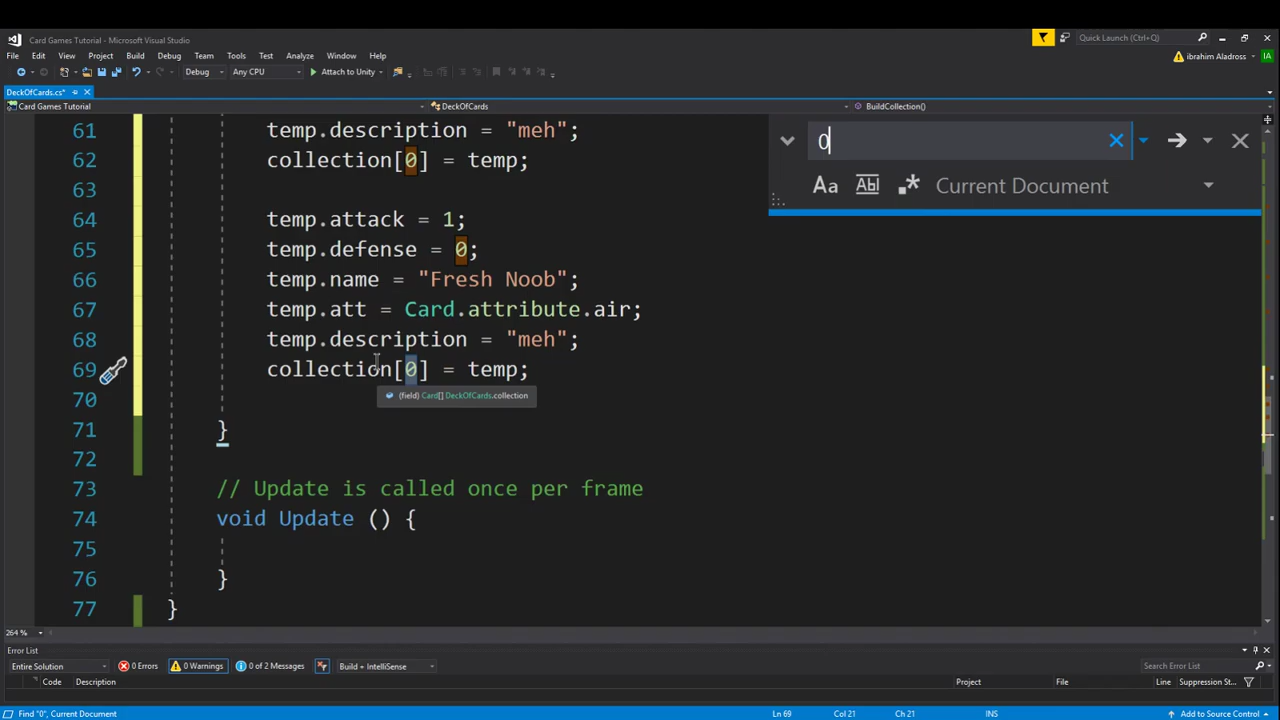 Card Games Tutorial - Microsoft Visual Studio
Quick Launch (Ctrl+Q)
File Edit View Project Build Debug Team Tools Test Analyze Window Help
ibrahim Aladross IA
Debug Any CPU Attach to Unity
DeckOfCards.cs*
Card Games Tutorial DeckOfCards BuildCollection()
61 temp.description = "meh";
62 collection[0] = temp;
63
64 temp.attack = 1;
65 temp.defense = 0;
66 temp.name = "Fresh Noob";
67 temp.att = Card.attribute.air;
68 temp.description = "meh";
69 collection[0] = temp;
70
(field) Card[] DeckOfCards.collection
71 }
72
73 // Update is called once per frame
74 void Update () {
75
76 }
77 }
0
Aa Abl .* Current Document
264 %
Error List
Entire Solution 0 Errors 0 Warnings 0 of 2 Messages Build + IntelliSense Search Error List
Code Description Project File Line Suppression St...
Find "0", Current Document Ln 69 Col 21 Ch 21 INS Add to Source Control